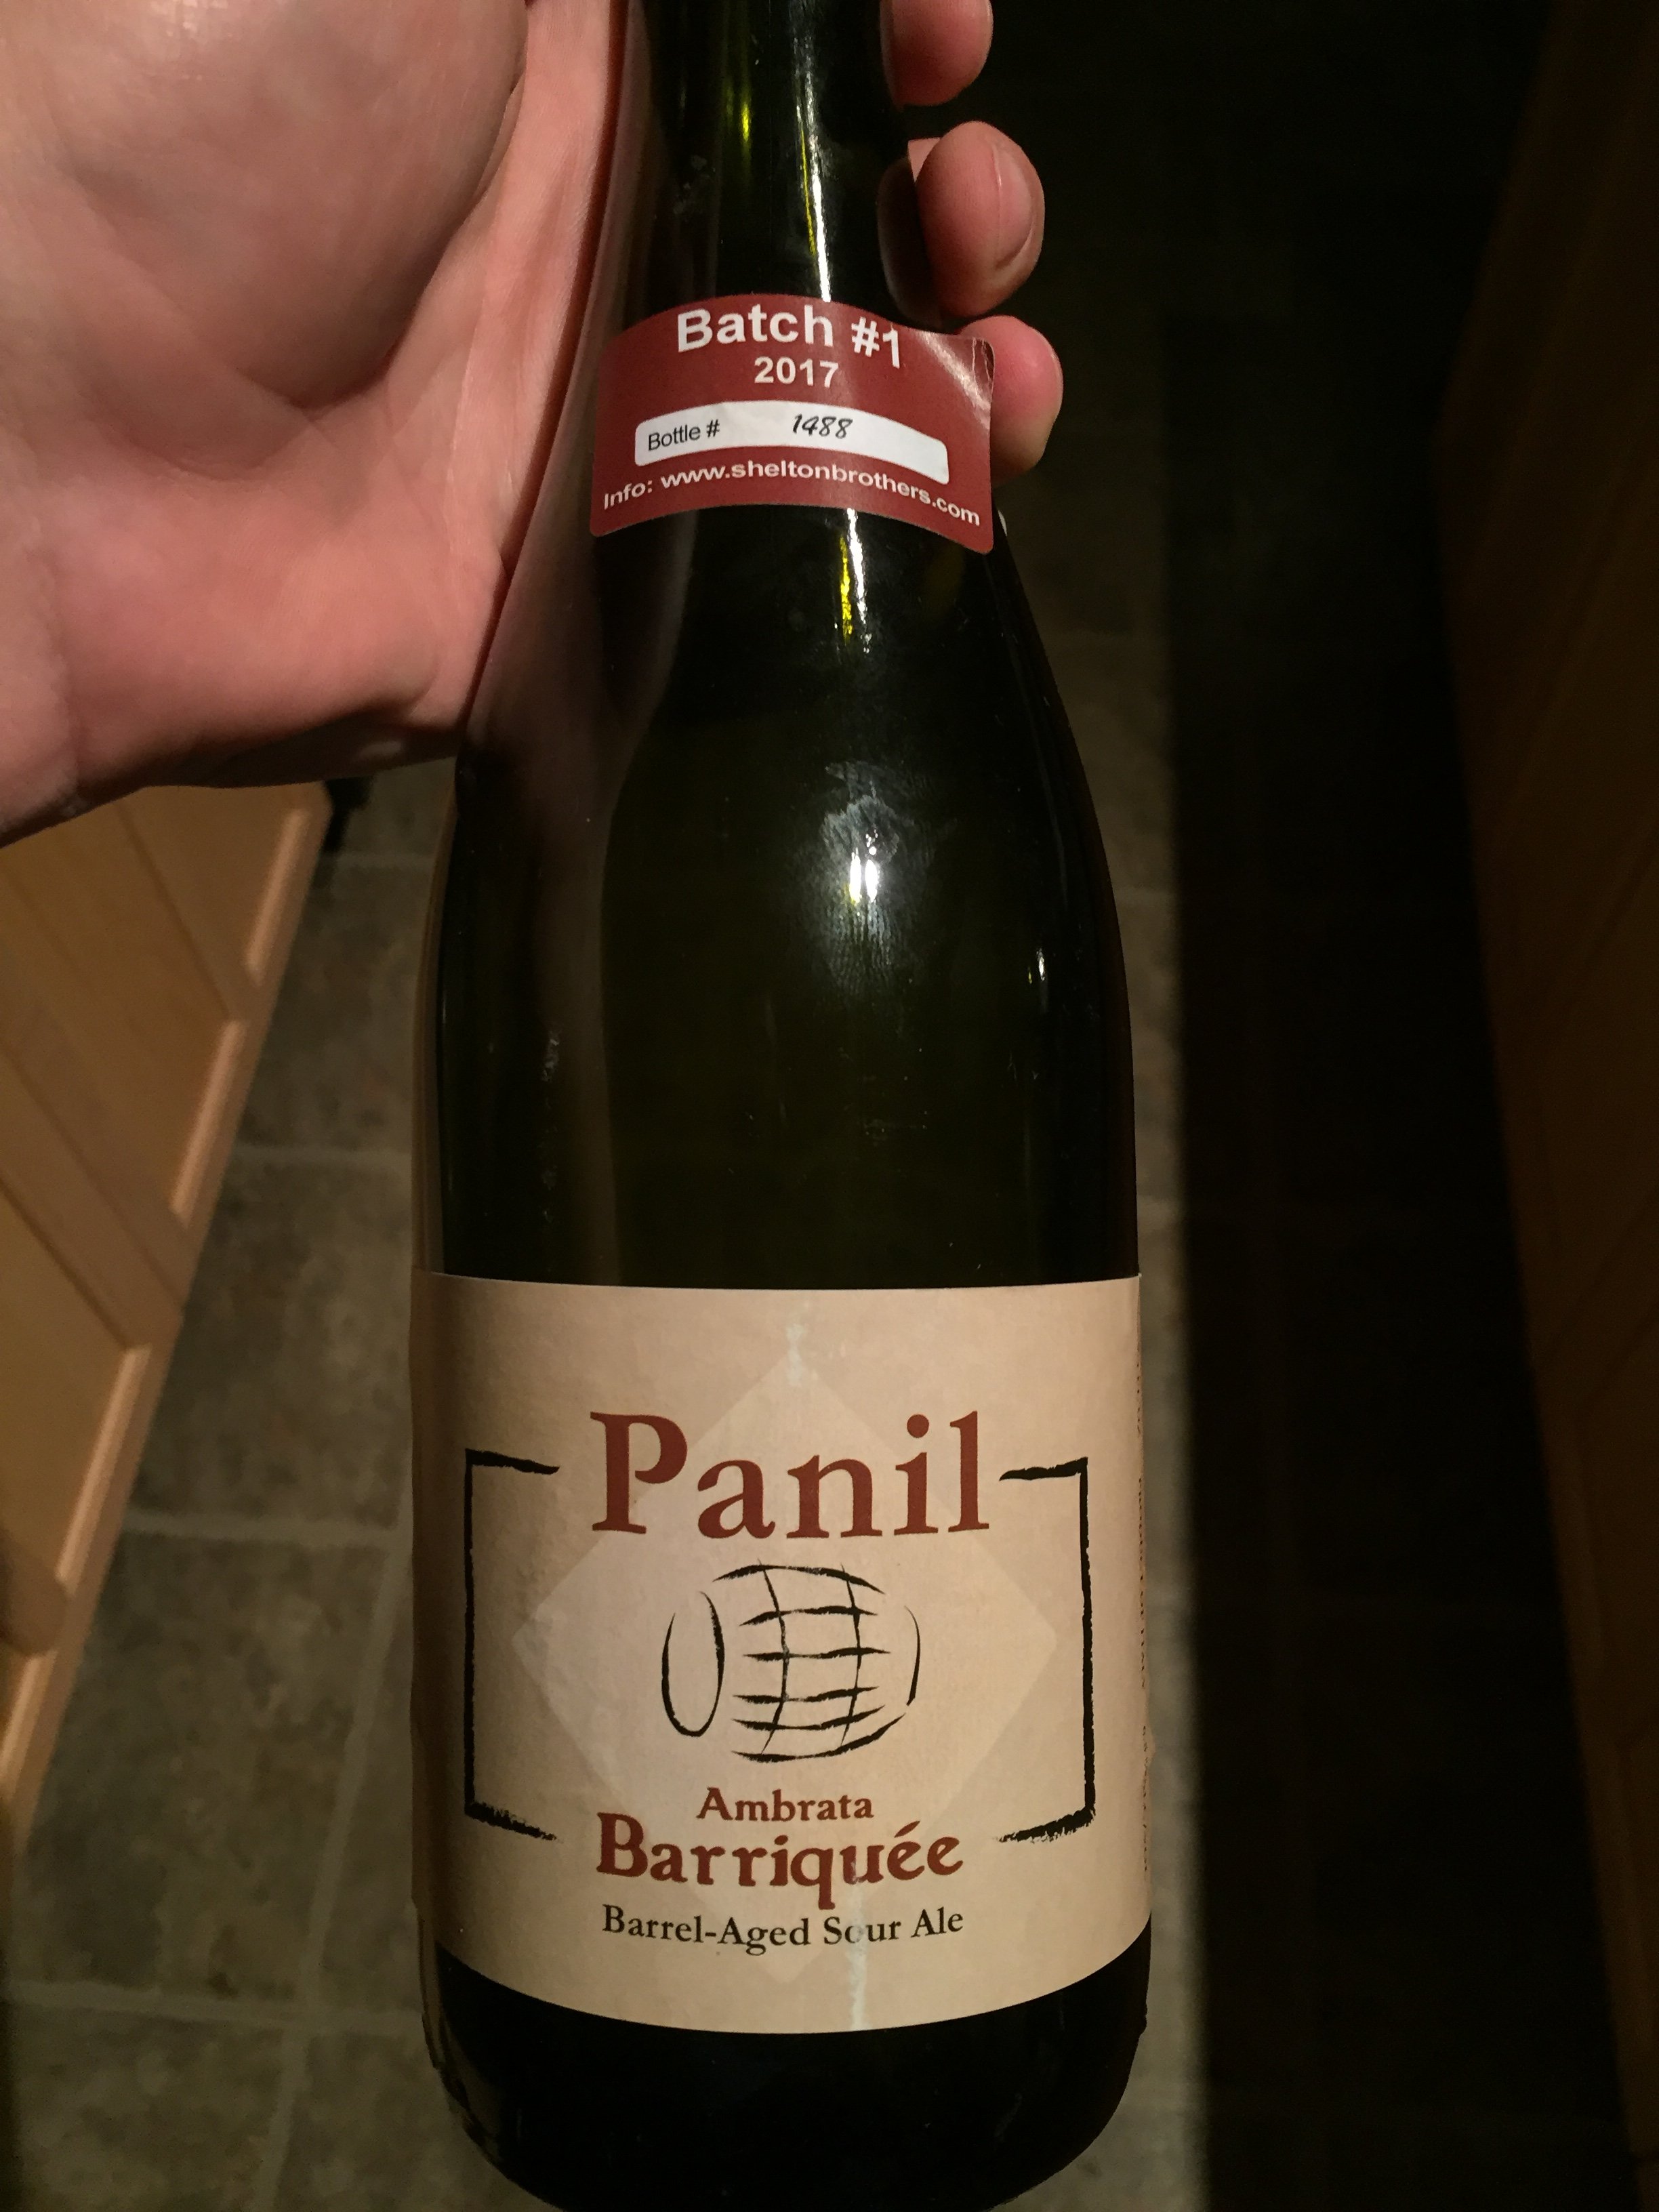 Batch #1
2017
Bottle # 1488
Info: www.sheltonbrothers.com
Panil
Ambrata
Barriquée
Barrel-Aged Sour Ale